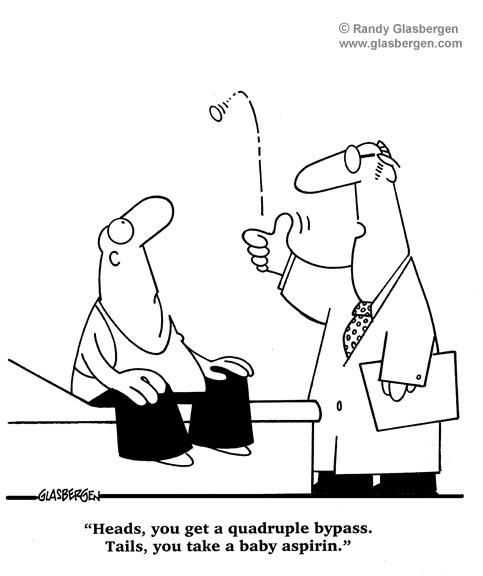 © Randy Glasbergen
www.glasbergen.com
GLASBERGEN
“Heads, you get a quadruple bypass.
Tails, you take a baby aspirin.”